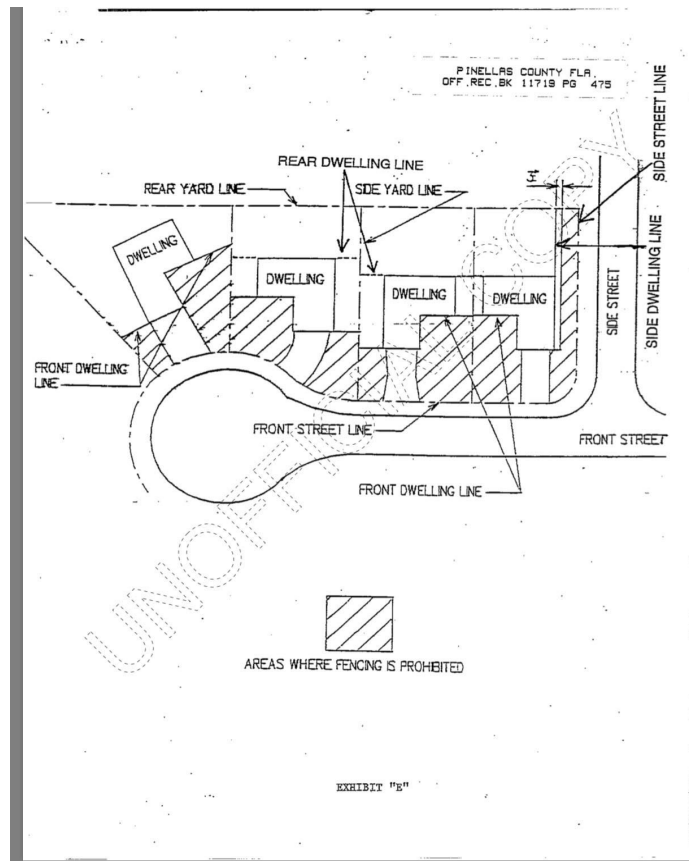 PINELLAS COUNTY FLA.
OFF.REC.BK 11719 PG 475
SIDE STREET LINE
REAR DWELLING LINE
REAR YARD LINE
SIDE YARD LINE
DWELLING
DWELLING
DWELLING
DWELLING
SIDE STREET
SIDE DWELLING LINE
FRONT DWELLING
LINE
FRONT STREET LINE
FRONT STREET
FRONT DWELLING LINE
UNOFFICIAL COPY
AREAS WHERE FENCING IS PROHIBITED
EXHIBIT "E"